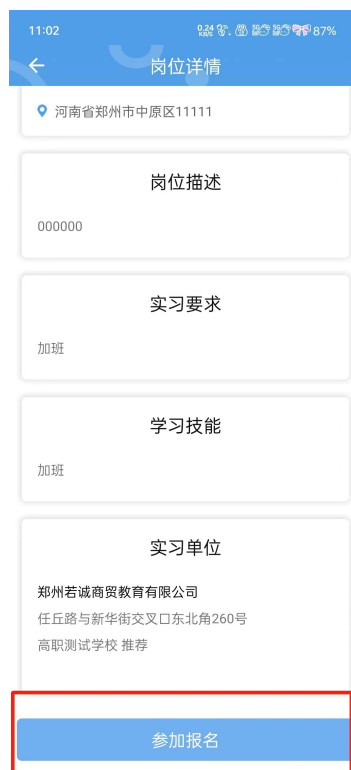 11:02
0.24 KB/S 87%
岗位详情
河南省郑州市中原区11111
岗位描述
000000
实习要求
加班
学习技能
加班
实习单位
郑州若诚商贸教育有限公司
任丘路与新华街交叉口东北角260号
高职测试学校 推荐
参加报名